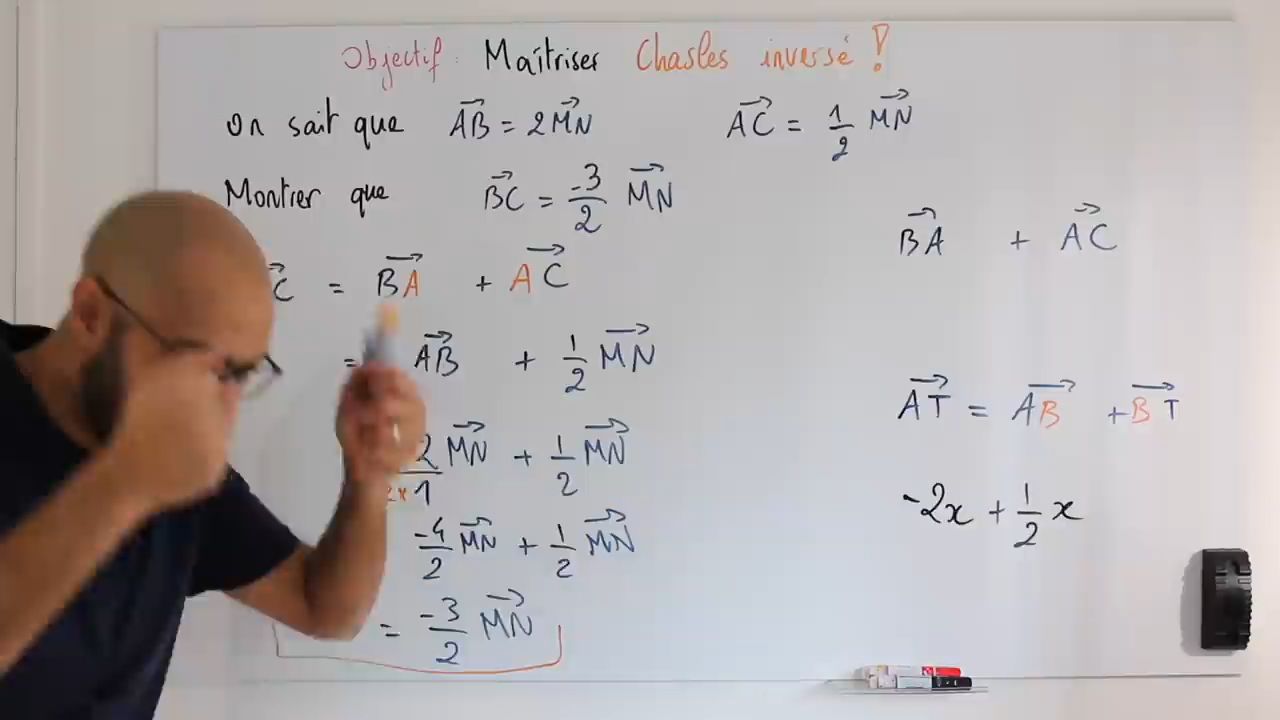 Objectif : Maîtriser Chasles inversé !
On sait que AB⃗ = 2MN⃗ AC⃗ = 1/2 MN⃗
Montrer que BC⃗ = -3/2 MN⃗
BA⃗ + AC⃗
C⃗ = BA⃗ + AC⃗
= AB⃗ + 1/2 MN⃗
AT⃗ = AB⃗ + BT⃗
2MN⃗ + 1/2 MN⃗
×1
-2x + 1/2 x
-4/2 MN⃗ + 1/2 MN⃗
= -3/2 MN⃗